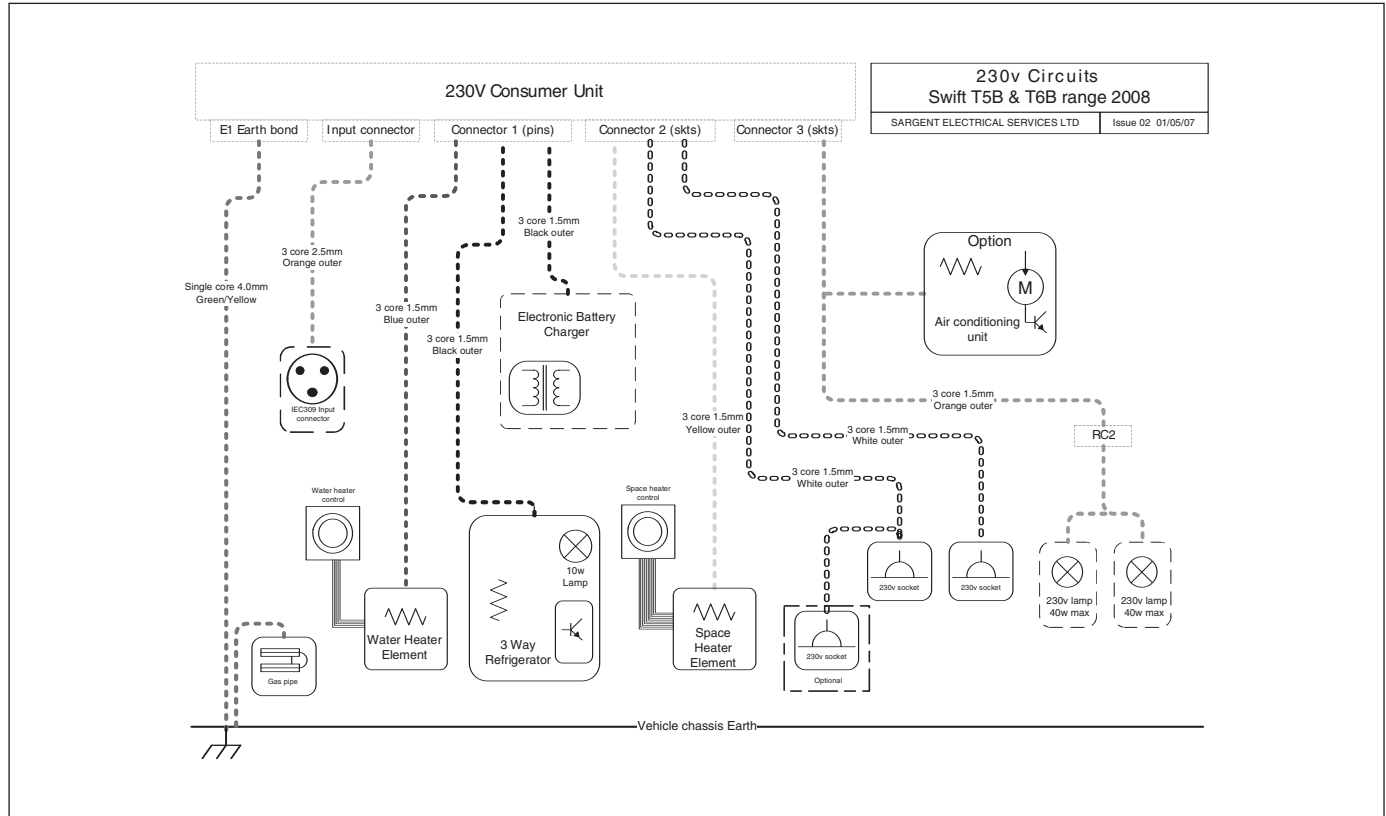 230V Consumer Unit
230v Circuits
Swift T5B & T6B range 2008
SARGENT ELECTRICAL SERVICES LTD
Issue 02 01/05/07
E1 Earth bond
Input connector
Connector 1 (pins)
Connector 2 (skts)
Connector 3 (skts)
3 core 1.5mm
Black outer
3 core 2.5mm
Orange outer
Single core 4.0mm
Green/Yellow
3 core 1.5mm
Blue outer
3 core 1.5mm
Black outer
Electronic Battery
Charger
Option
M
Air conditioning
unit
IEC309 Input
connector
3 core 1.5mm
Yellow outer
3 core 1.5mm
Orange outer
3 core 1.5mm
White outer
RC2
3 core 1.5mm
White outer
Water heater
control
Space heater
control
10w
Lamp
230v socket
230v socket
230v lamp
40w max
230v lamp
40w max
Water Heater
Element
3 Way
Refrigerator
Space
Heater
Element
230v socket
Optional
Gas pipe
Vehicle chassis Earth